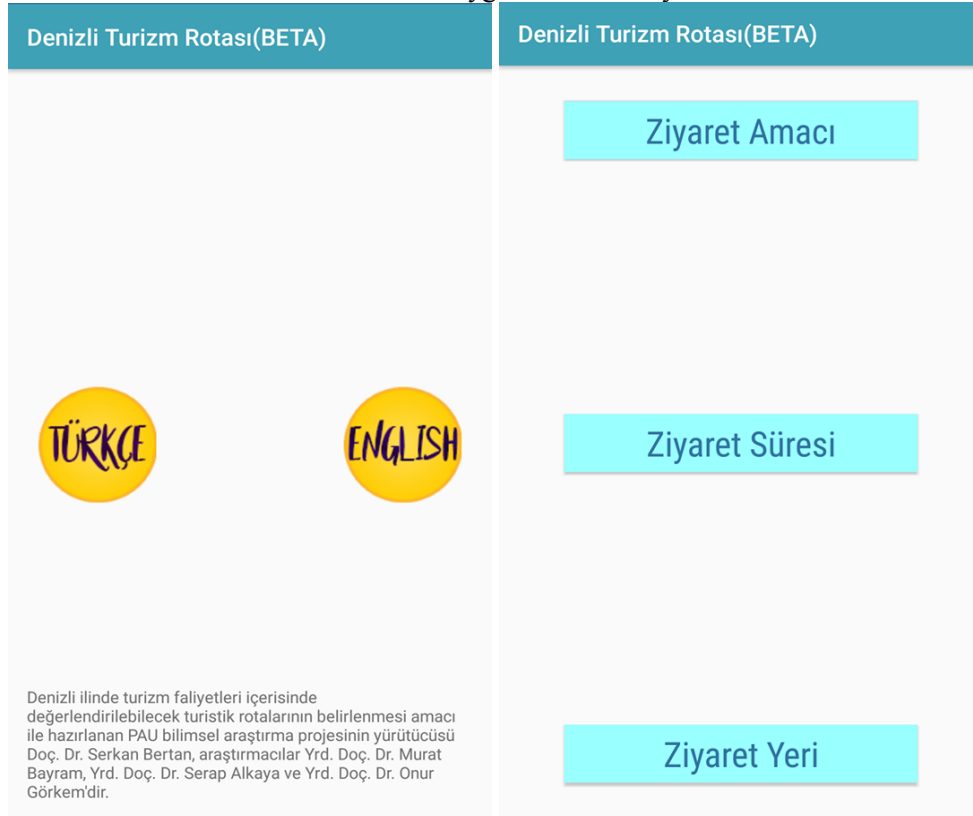 Denizli Turizm Rotası(BETA)
TÜRKÇE
ENGLISH
Denizli ilinde turizm faliyetleri içerisinde
değerlendirilebilecek turistik rotalarının belirlenmesi amacı
ile hazırlanan PAU bilimsel araştırma projesinin yürütücüsü
Doç. Dr. Serkan Bertan, araştırmacılar Yrd. Doç. Dr. Murat
Bayram, Yrd. Doç. Dr. Serap Alkaya ve Yrd. Doç. Dr. Onur
Görkem'dir.
Denizli Turizm Rotası(BETA)
Ziyaret Amacı
Ziyaret Süresi
Ziyaret Yeri